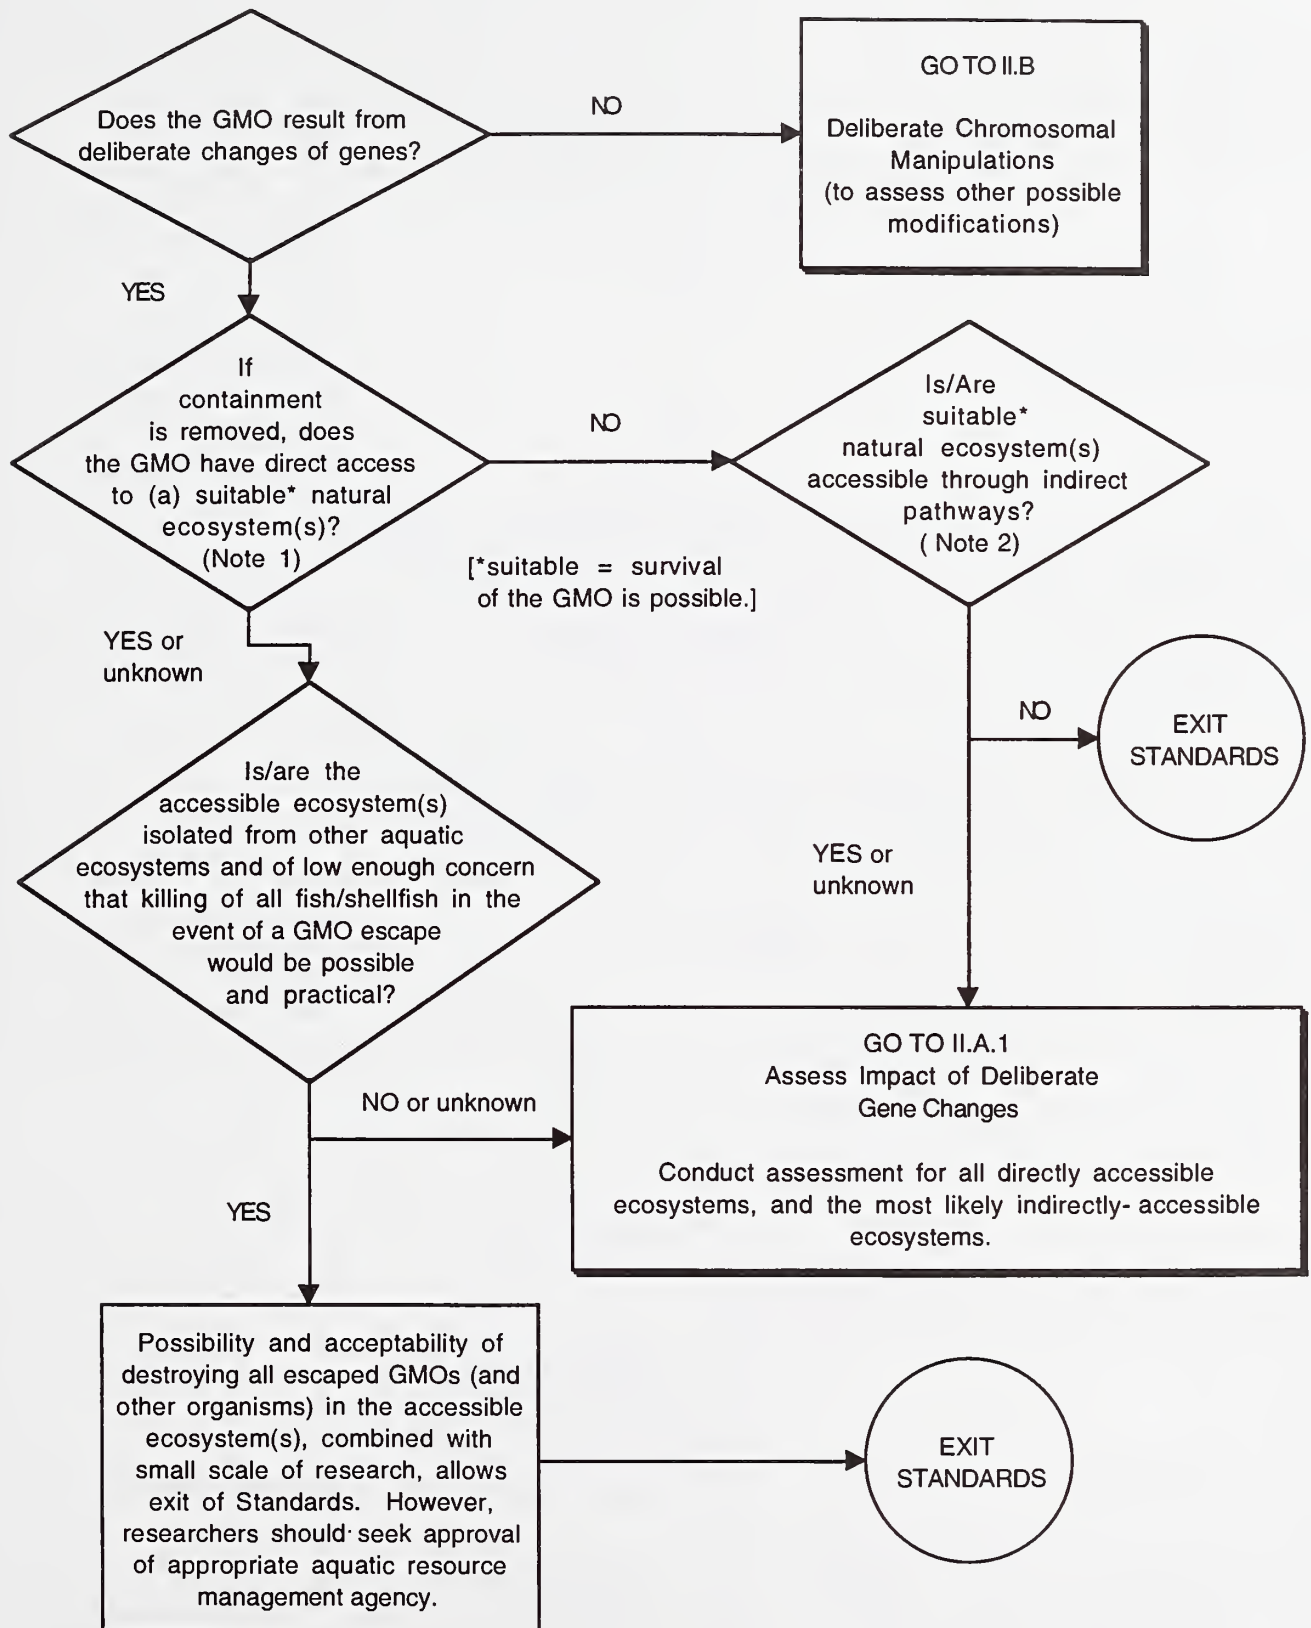 Does the GMO result from
deliberate changes of genes?
NO
GO TO II.B
Deliberate Chromosomal
Manipulations
(to assess other possible
modifications)
YES
If
containment
is removed, does
the GMO have direct access
to (a) suitable* natural
ecosystem(s)?
(Note 1)
NO
Is/Are
suitable*
natural ecosystem(s)
accessible through indirect
pathways?
( Note 2)
[*suitable = survival
of the GMO is possible.]
YES or
unknown
NO
EXIT
STANDARDS
Is/are the
accessible ecosystem(s)
isolated from other aquatic
ecosystems and of low enough concern
that killing of all fish/shellfish in the
event of a GMO escape
would be possible
and practical?
YES or
unknown
NO or unknown
GO TO II.A.1
Assess Impact of Deliberate
Gene Changes
Conduct assessment for all directly accessible
ecosystems, and the most likely indirectly- accessible
ecosystems.
YES
Possibility and acceptability of
destroying all escaped GMOs (and
other organisms) in the accessible
ecosystem(s), combined with
small scale of research, allows
exit of Standards. However,
researchers should seek approval
of appropriate aquatic resource
management agency.
EXIT
STANDARDS